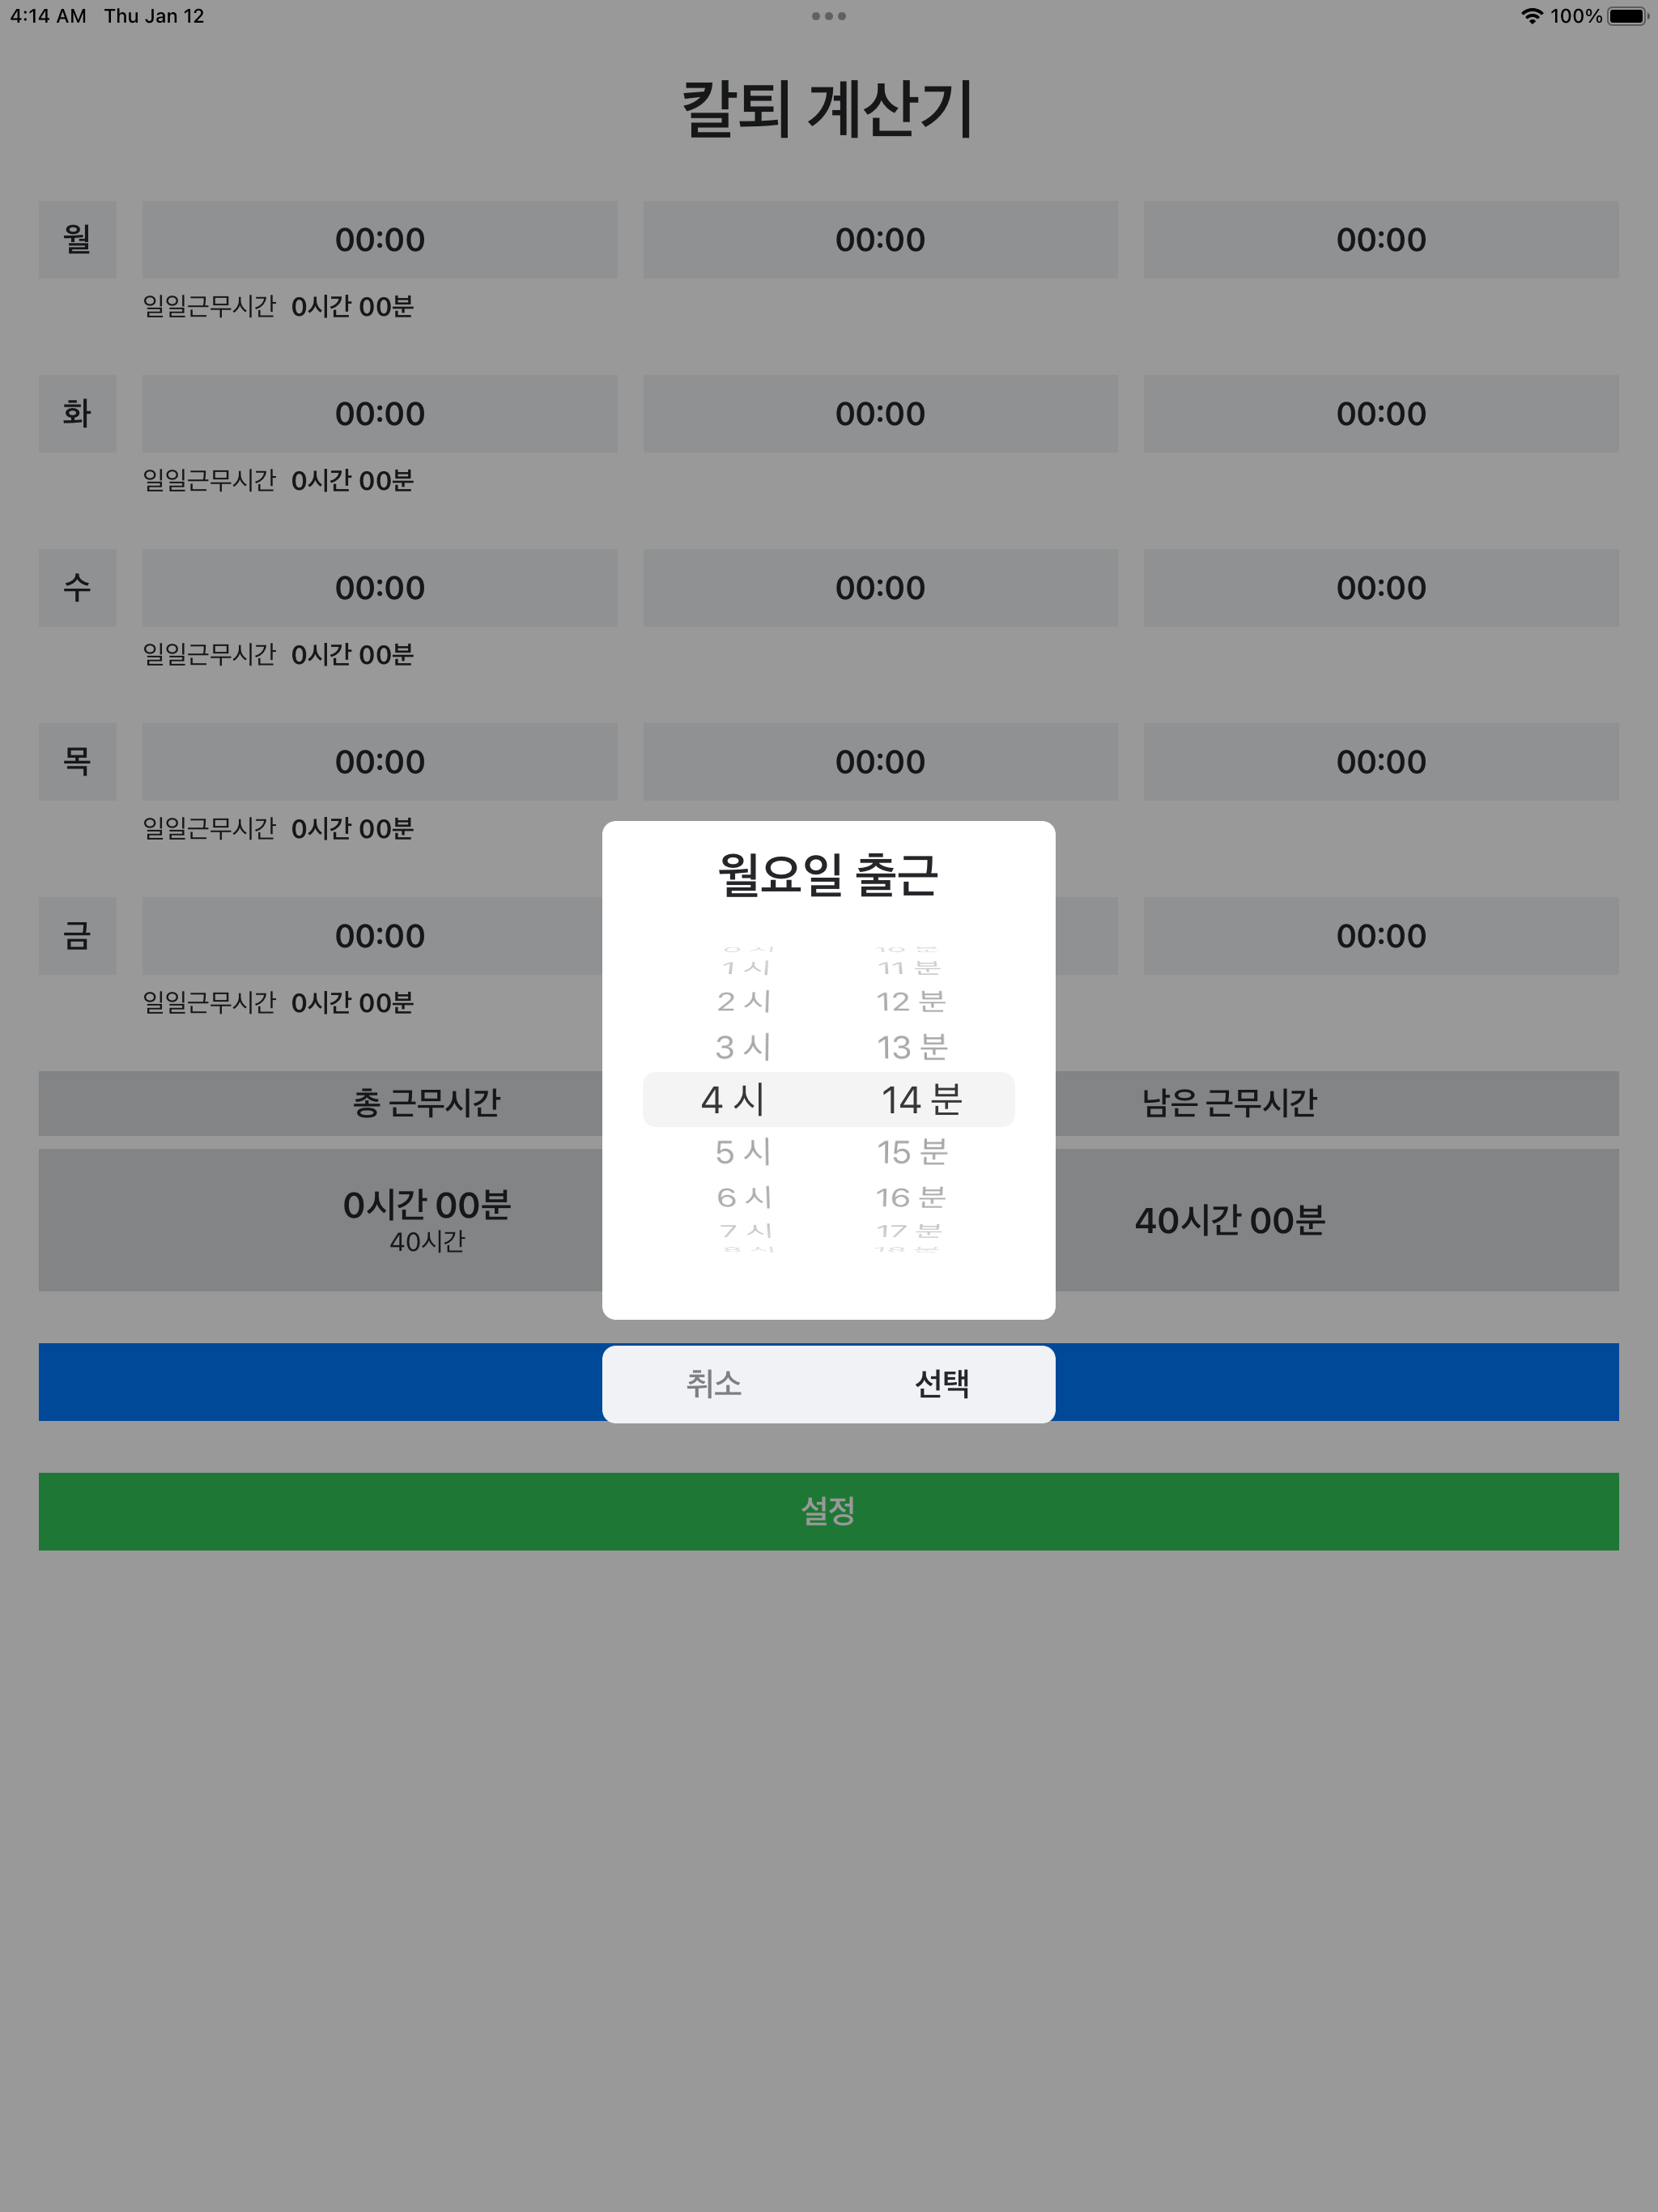 4:14 AM Thu Jan 12 100%
칼퇴 계산기
월 00:00 00:00 00:00
일일근무시간 0시간 00분
화 00:00 00:00 00:00
일일근무시간 0시간 00분
수 00:00 00:00 00:00
일일근무시간 0시간 00분
목 00:00 00:00 00:00
일일근무시간 0시간 00분
금 00:00 00:00
일일근무시간 0시간 00분
총 근무시간 남은 근무시간
0시간 00분 40시간 00분
40시간
월요일 출근
0 시 10 분
1 시 11 분
2 시 12 분
3 시 13 분
4 시 14 분
5 시 15 분
6 시 16 분
7 시 17 분
8 시 18 분
취소 선택
설정